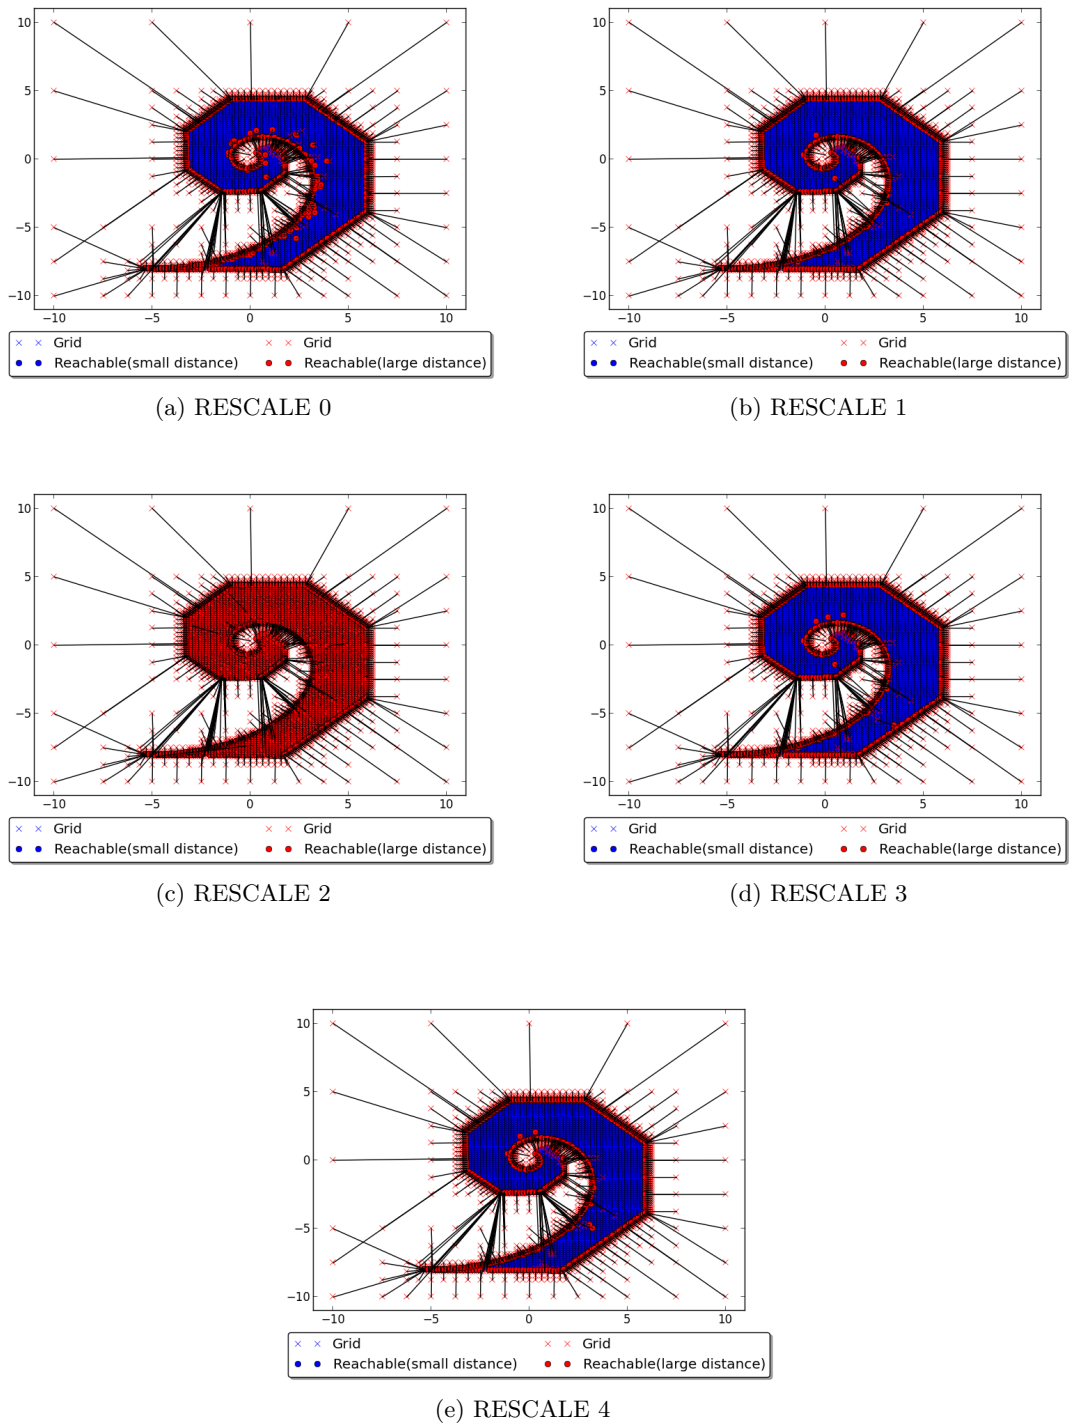 10
5
0
−5
−10
−10 −5 0 5 10
Grid Grid
Reachable(small distance) Reachable(large distance)
(a) RESCALE 0
10
5
0
−5
−10
−10 −5 0 5 10
Grid Grid
Reachable(small distance) Reachable(large distance)
(b) RESCALE 1
10
5
0
−5
−10
−10 −5 0 5 10
Grid Grid
Reachable(small distance) Reachable(large distance)
(c) RESCALE 2
10
5
0
−5
−10
−10 −5 0 5 10
Grid Grid
Reachable(small distance) Reachable(large distance)
(d) RESCALE 3
10
5
0
−5
−10
−10 −5 0 5 10
Grid Grid
Reachable(small distance) Reachable(large distance)
(e) RESCALE 4